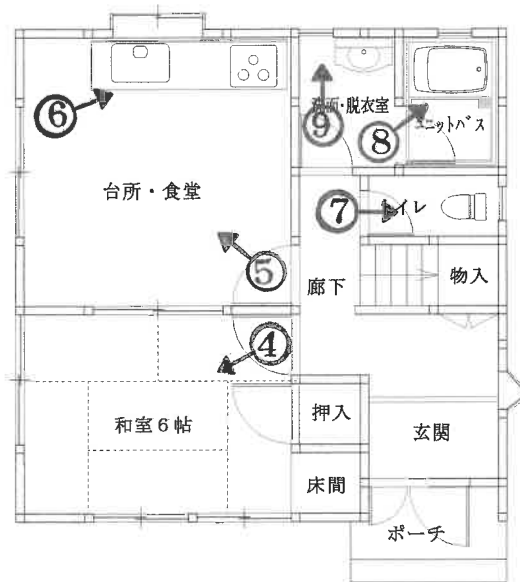 ⑥
⑨
洗面・脱衣室
⑧
ユニットバス
台所・食堂
⑦
トイレ
⑤
廊下
物入
④
和室6帖
押入
玄関
床間
ポーチ